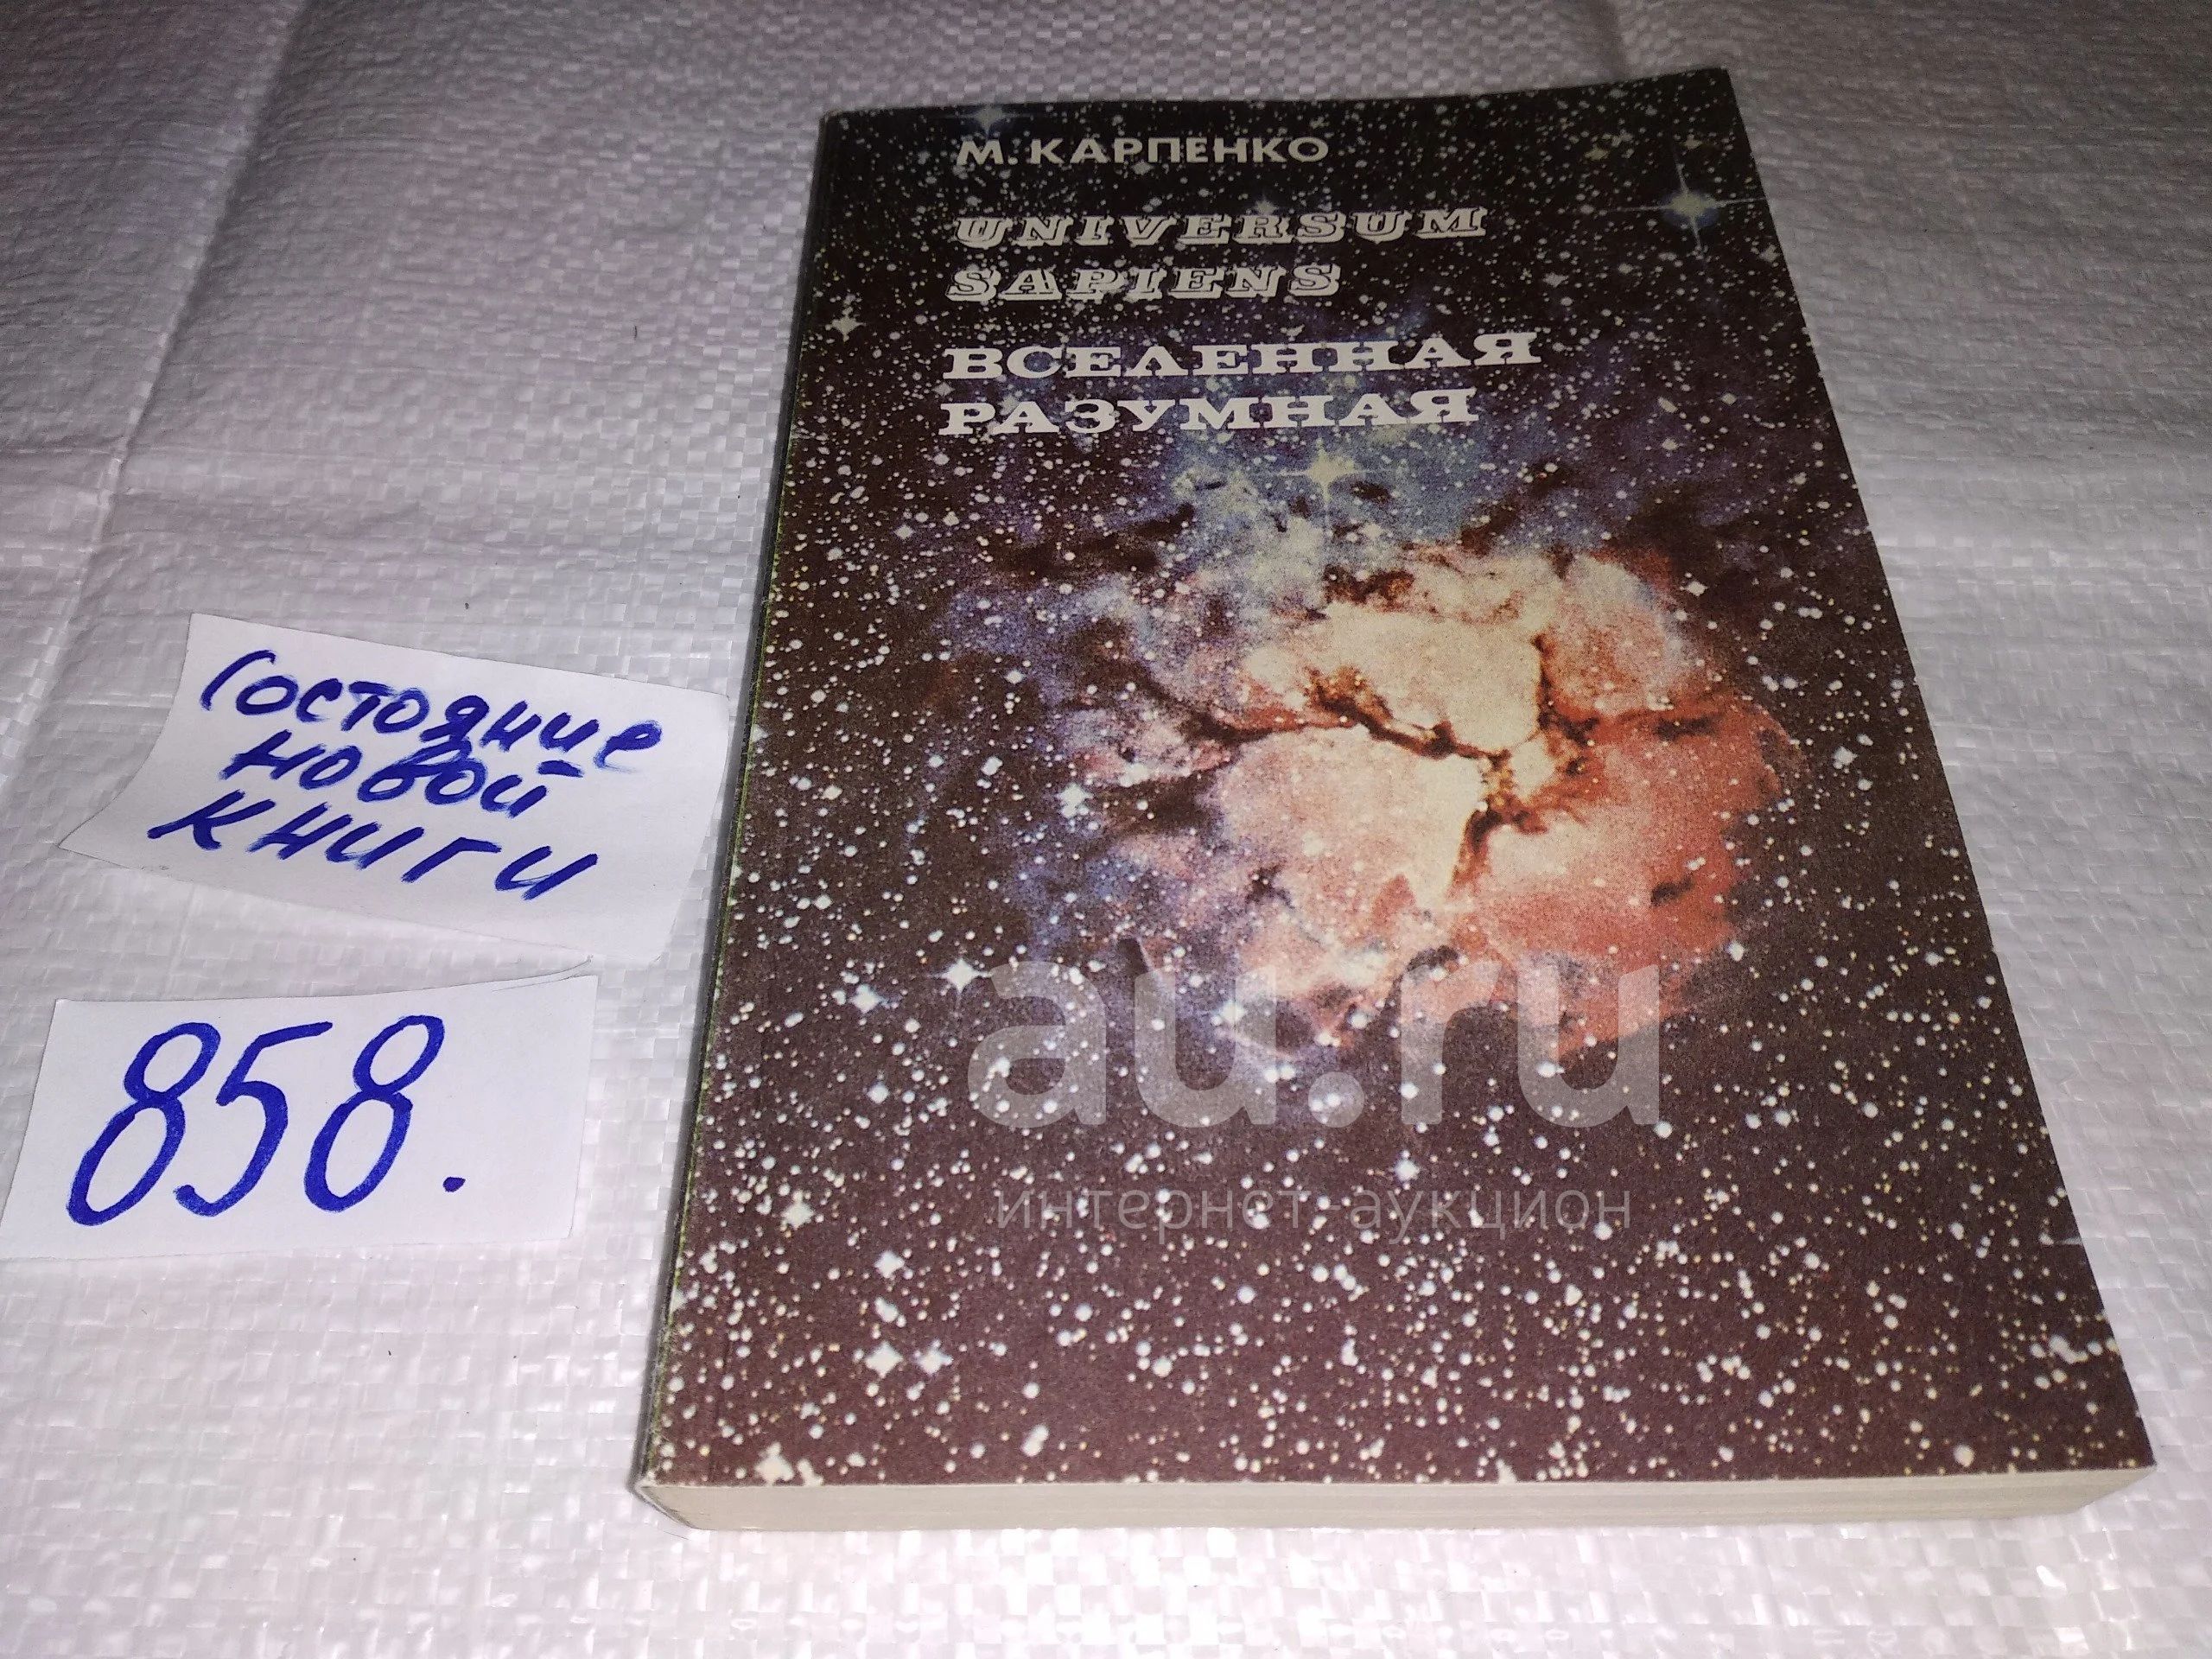 М. КАРПЕНКО
UNIVERSUM
SAPIENS
ВСЕЛЕННАЯ
РАЗУМНАЯ
Состояние
новой
книги
858.
au.ru
интернет-аукцион